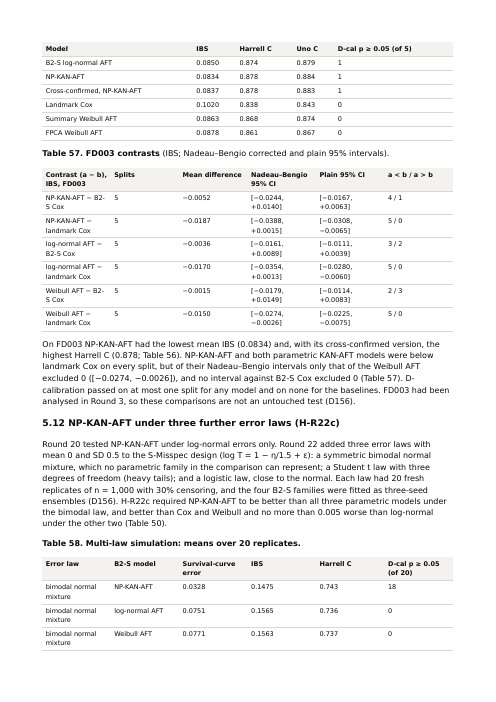 Model IBS Harrell C Uno C D-cal p ≥ 0.05 (of 5)
B2-S log-normal AFT 0.0850 0.874 0.879 1
NP-KAN-AFT 0.0834 0.878 0.884 1
Cross-confirmed, NP-KAN-AFT 0.0837 0.878 0.883 1
Landmark Cox 0.1020 0.838 0.843 0
Summary Weibull AFT 0.0863 0.868 0.874 0
FPCA Weibull AFT 0.0878 0.861 0.867 0
Table 57. FD003 contrasts (IBS; Nadeau–Bengio corrected and plain 95% intervals).
Contrast (a − b), Splits Mean difference Nadeau–Bengio Plain 95% CI a < b / a > b
IBS, FD003 95% CI
NP-KAN-AFT − B2- 5 −0.0052 [−0.0244, [−0.0167, 4 / 1
S Cox +0.0140] +0.0063]
NP-KAN-AFT − 5 −0.0187 [−0.0388, [−0.0308, 5 / 0
landmark Cox +0.0015] −0.0065]
log-normal AFT − 5 −0.0036 [−0.0161, [−0.0111, 3 / 2
B2-S Cox +0.0089] +0.0039]
log-normal AFT − 5 −0.0170 [−0.0354, [−0.0280, 5 / 0
landmark Cox +0.0013] −0.0060]
Weibull AFT − B2- 5 −0.0015 [−0.0179, [−0.0114, 2 / 3
S Cox +0.0149] +0.0083]
Weibull AFT − 5 −0.0150 [−0.0274, [−0.0225, 5 / 0
landmark Cox −0.0026] −0.0075]
On FD003 NP-KAN-AFT had the lowest mean IBS (0.0834) and, with its cross-confirmed version, the
highest Harrell C (0.878; Table 56). NP-KAN-AFT and both parametric KAN-AFT models were below
landmark Cox on every split, but of their Nadeau–Bengio intervals only that of the Weibull AFT
excluded 0 ([−0.0274, −0.0026]), and no interval against B2-S Cox excluded 0 (Table 57). D-
calibration passed on at most one split for any model and on none for the baselines. FD003 had been
analysed in Round 3, so these comparisons are not an untouched test (D156).
5.12 NP-KAN-AFT under three further error laws (H-R22c)
Round 20 tested NP-KAN-AFT under log-normal errors only. Round 22 added three error laws with
mean 0 and SD 0.5 to the S-Misspec design (log T = 1 − η/1.5 + ε): a symmetric bimodal normal
mixture, which no parametric family in the comparison can represent; a Student t law with three
degrees of freedom (heavy tails); and a logistic law, close to the normal. Each law had 20 fresh
replicates of n = 1,000 with 30% censoring, and the four B2-S families were fitted as three-seed
ensembles (D156). H-R22c required NP-KAN-AFT to be better than all three parametric models under
the bimodal law, and better than Cox and Weibull and no more than 0.005 worse than log-normal
under the other two (Table 50).
Table 58. Multi-law simulation: means over 20 replicates.
Error law B2-S model Survival-curve IBS Harrell C D-cal p ≥ 0.05
error (of 20)
bimodal normal NP-KAN-AFT 0.0328 0.1475 0.743 18
mixture
bimodal normal log-normal AFT 0.0751 0.1565 0.736 0
mixture
bimodal normal Weibull AFT 0.0771 0.1563 0.737 0
mixture